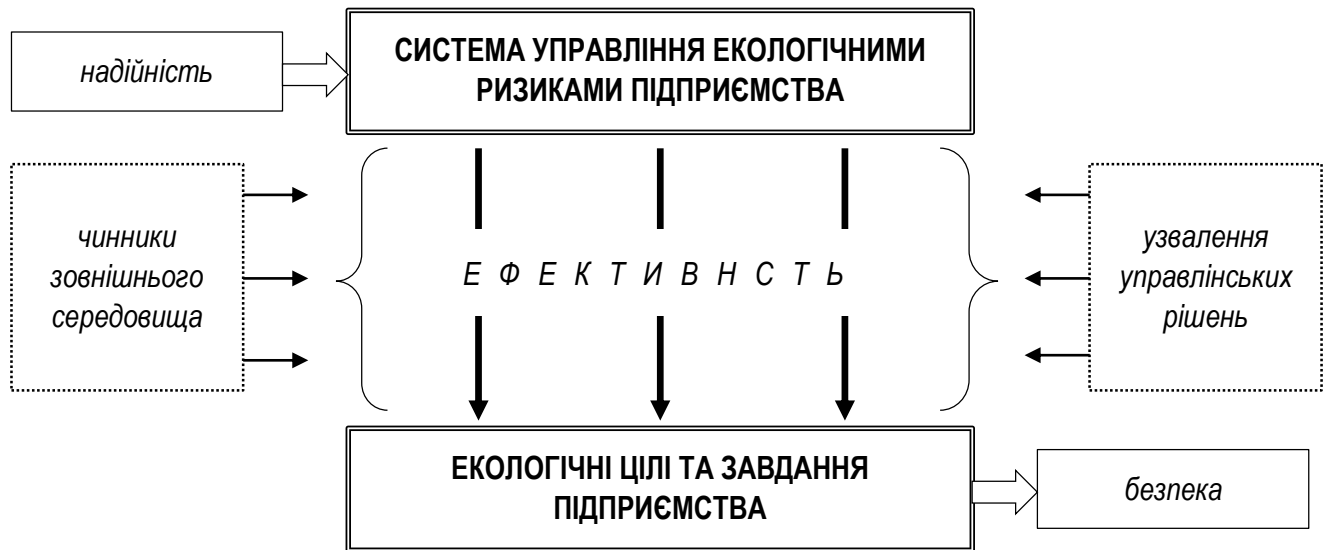 надійність
СИСТЕМА УПРАВЛІННЯ ЕКОЛОГІЧНИМИ
РИЗИКАМИ ПІДПРИЄМСТВА
чинники
зовнішнього
середовища
Е Ф Е К Т И В Н С Т Ь
узвалення
управлінських
рішень
ЕКОЛОГІЧНІ ЦІЛІ ТА ЗАВДАННЯ
ПІДПРИЄМСТВА
безпека